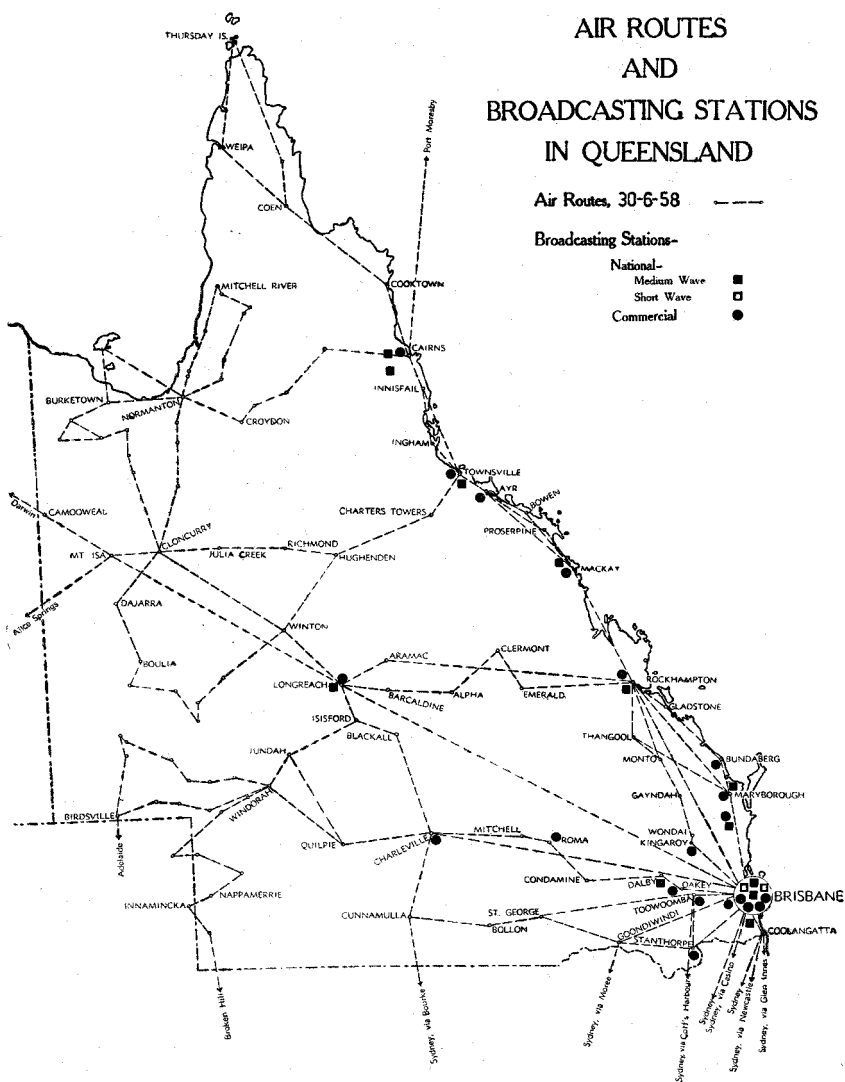 AIR ROUTES
AND
BROADCASTING STATIONS
IN QUEENSLAND
Air Routes, 30-6-58
Broadcasting Stations-
National-
Medium Wave
Short Wave
Commercial
THURSDAY IS.
WEIPA
Port Moresby
COEN
MITCHELL RIVER
COOKTOWN
CAIRNS
INNISFAIL
BURKETOWN
NORMANTON
CROYDON
INGHAM
TOWNSVILLE
AYR
BOWEN
Darwin
CAMOOWEAL
CHARTERS TOWERS
PROSERPINE
CLONCURRY
MT ISA
JULIA CREEK
RICHMOND
HUGHENDEN
MACKAY
Alice Springs
DAJARRA
WINTON
BOULIA
ARAMAC
CLERMONT
LONGREACH
BARCALDINE
ALPHA
EMERALD
ROCKHAMPTON
GLADSTONE
ISISFORD
BLACKALL
THANGOOL
JUNDAH
MONTO
BUNDABERG
WINDORAH
GAYNDAH
MARYBOROUGH
BIRDSVILLE
QUILPIE
CHARLEVILLE
MITCHELL
ROMA
WONDAI
KINGAROY
Adelaide
CONDAMINE
DALBY
OAKEY
NAPPAMERRIE
INNAMINCKA
TOOWOOMBA
BRISBANE
CUNNAMULLA
ST. GEORGE
BOLLON
GOONDIWINDI
STANTHORPE
COOLANGATTA
Broken Hill
Sydney, via Bourke
Sydney, via Moree
Sydney, via Coff's Harbour
Sydney
Sydney, via Casino
Sydney
Sydney, via Newcastle
Sydney, via Glen Innes